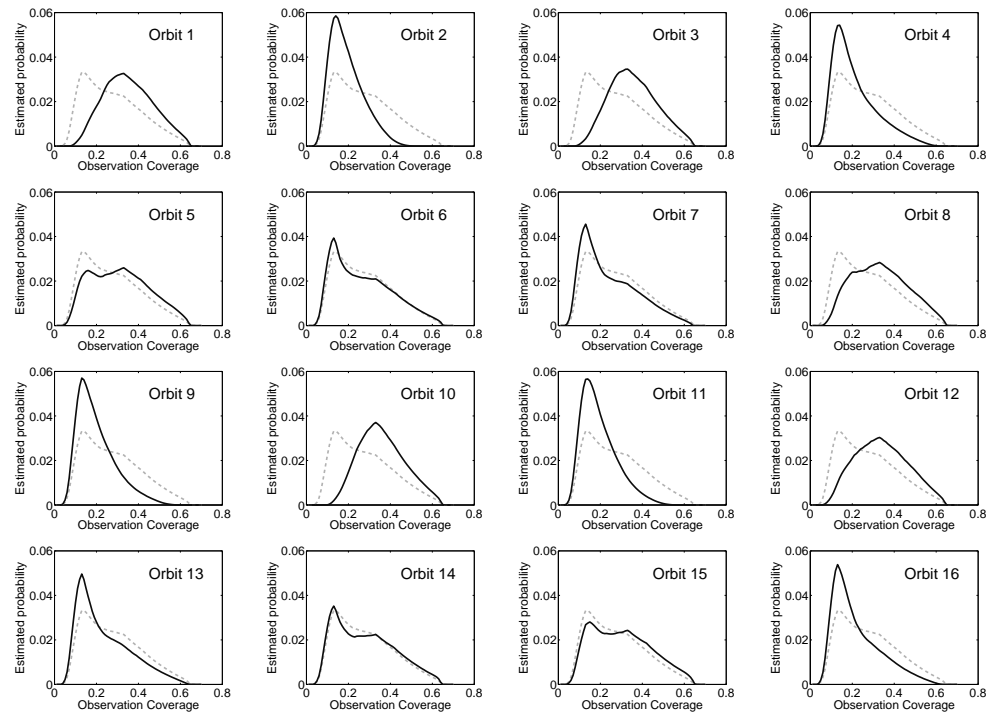 Orbit 1 Orbit 2 Orbit 3 Orbit 4
0.06 0.06 0.06 0.06
0.04 0.04 0.04 0.04
0.02 0.02 0.02 0.02
0 0 0 0
Estimated probability Estimated probability Estimated probability Estimated probability
0 0.2 0.4 0.6 0.8 0 0.2 0.4 0.6 0.8 0 0.2 0.4 0.6 0.8 0 0.2 0.4 0.6 0.8
Observation Coverage Observation Coverage Observation Coverage Observation Coverage
Orbit 5 Orbit 6 Orbit 7 Orbit 8
0.06 0.06 0.06 0.06
0.04 0.04 0.04 0.04
0.02 0.02 0.02 0.02
0 0 0 0
Estimated probability Estimated probability Estimated probability Estimated probability
0 0.2 0.4 0.6 0.8 0 0.2 0.4 0.6 0.8 0 0.2 0.4 0.6 0.8 0 0.2 0.4 0.6 0.8
Observation Coverage Observation Coverage Observation Coverage Observation Coverage
Orbit 9 Orbit 10 Orbit 11 Orbit 12
0.06 0.06 0.06 0.06
0.04 0.04 0.04 0.04
0.02 0.02 0.02 0.02
0 0 0 0
Estimated probability Estimated probability Estimated probability Estimated probability
0 0.2 0.4 0.6 0.8 0 0.2 0.4 0.6 0.8 0 0.2 0.4 0.6 0.8 0 0.2 0.4 0.6 0.8
Observation Coverage Observation Coverage Observation Coverage Observation Coverage
Orbit 13 Orbit 14 Orbit 15 Orbit 16
0.06 0.06 0.06 0.06
0.04 0.04 0.04 0.04
0.02 0.02 0.02 0.02
0 0 0 0
Estimated probability Estimated probability Estimated probability Estimated probability
0 0.2 0.4 0.6 0.8 0 0.2 0.4 0.6 0.8 0 0.2 0.4 0.6 0.8 0 0.2 0.4 0.6 0.8
Observation Coverage Observation Coverage Observation Coverage Observation Coverage